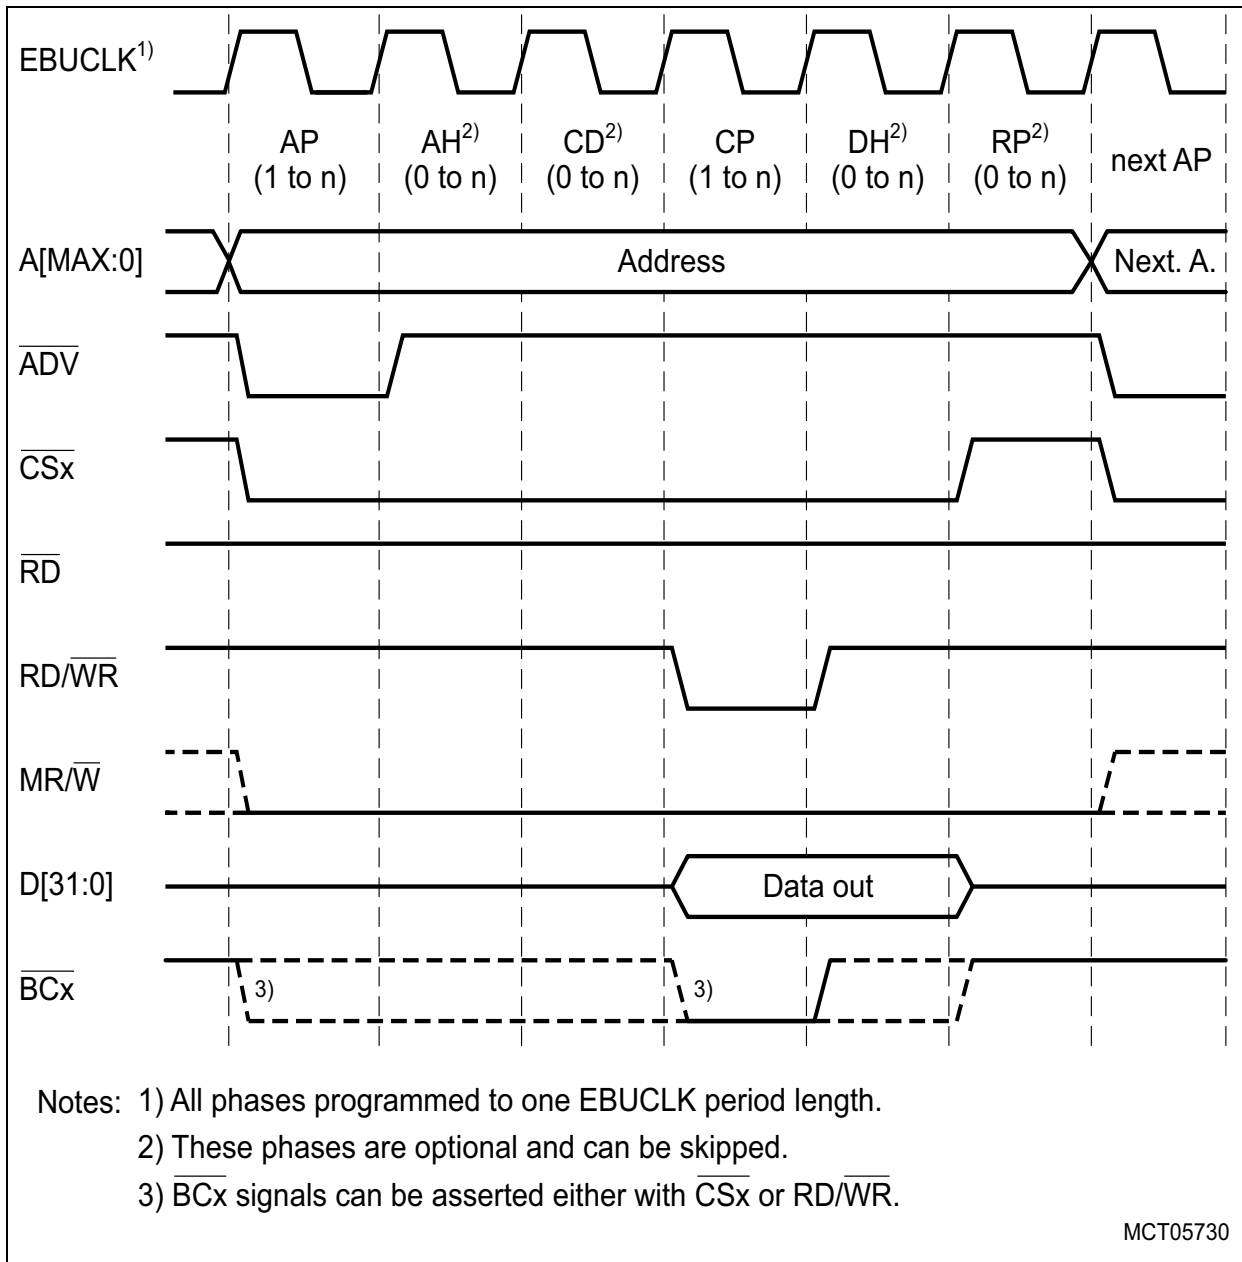 EBUCLK1)
AP
(1 to n)
AH2)
(0 to n)
CD2)
(0 to n)
CP
(1 to n)
DH2)
(0 to n)
RP2)
(0 to n)
next AP
A[MAX:0]
Address
Next. A.
ADV
CSx
RD
RD/WR
MR/W
D[31:0]
Data out
BCx
3)
3)
Notes: 1) All phases programmed to one EBUCLK period length.
2) These phases are optional and can be skipped.
3) BCx signals can be asserted either with CSx or RD/WR.
MCT05730